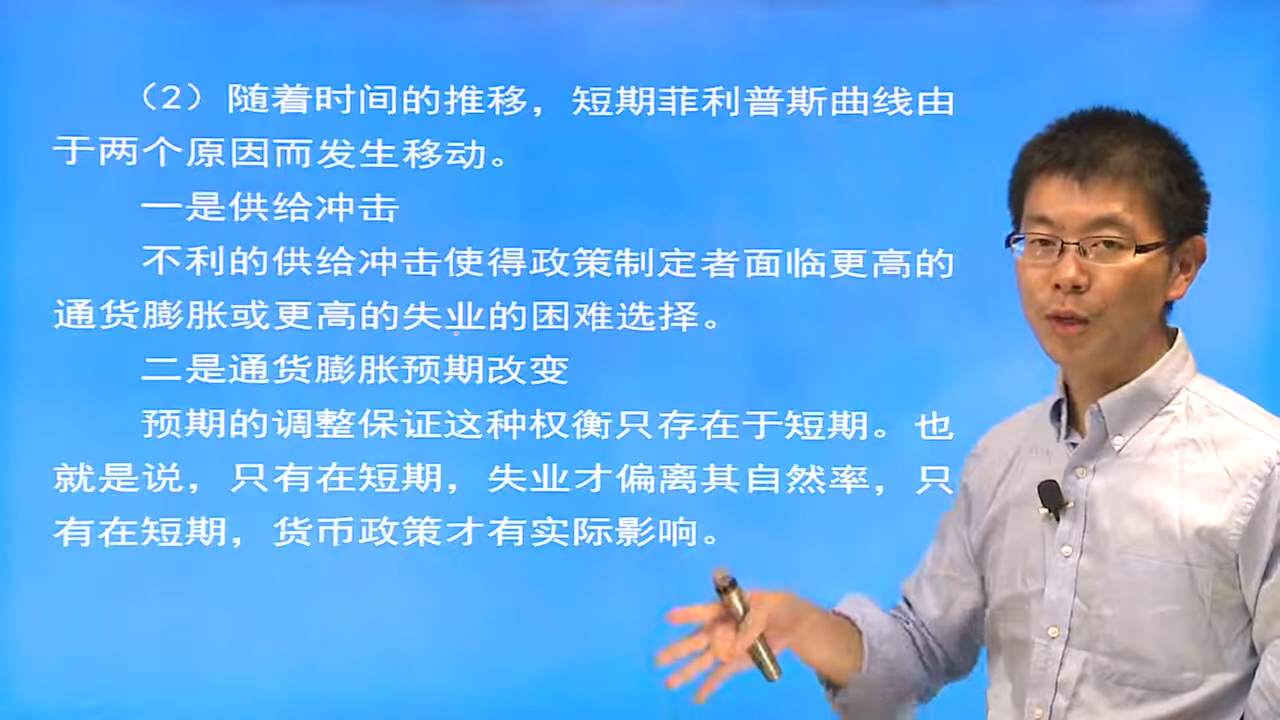 （2）随着时间的推移，短期菲利普斯曲线由
于两个原因而发生移动。
一是供给冲击
不利的供给冲击使得政策制定者面临更高的
通货膨胀或更高的失业的困难选择。
二是通货膨胀预期改变
预期的调整保证这种权衡只存在于短期。也
就是说，只有在短期，失业才偏离其自然率，只
有在短期，货币政策才有实际影响。